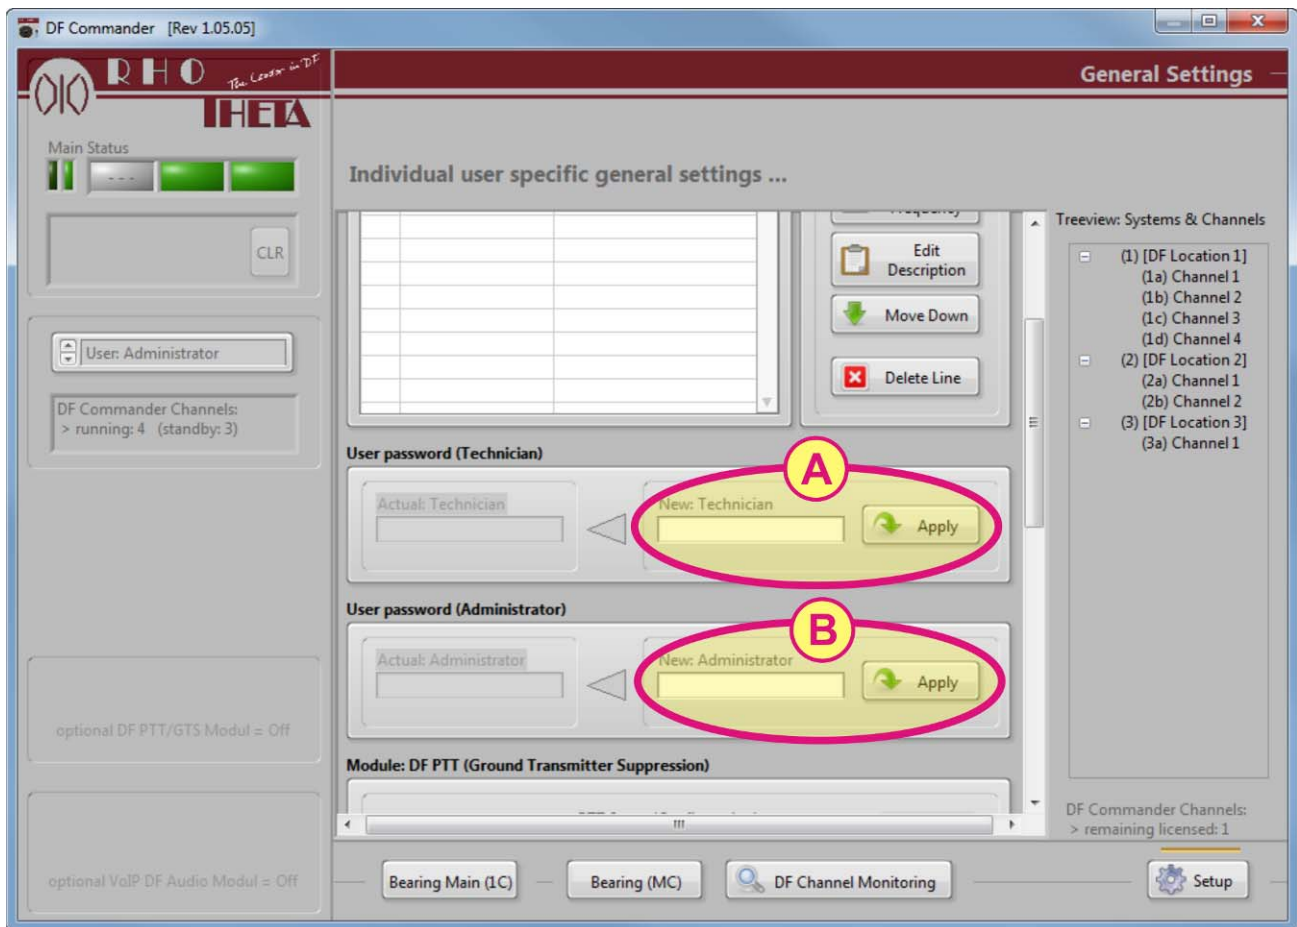 DF Commander [Rev 1.05.05]
RHO
The Leader in DF
THETA
General Settings
Main Status
- - -
CLR
User: Administrator
DF Commander Channels:
> running: 4 (standby: 3)
optional DF PTT/GTS Modul = Off
optional VoIP DF Audio Modul = Off
Individual user specific general settings ...
Edit
Description
Move Down
Delete Line
User password (Technician)
A
Actual: Technician
New: Technician
Apply
User password (Administrator)
B
Actual: Administrator
New: Administrator
Apply
Module: DF PTT (Ground Transmitter Suppression)
Treeview: Systems & Channels
(1) [DF Location 1]
(1a) Channel 1
(1b) Channel 2
(1c) Channel 3
(1d) Channel 4
(2) [DF Location 2]
(2a) Channel 1
(2b) Channel 2
(3) [DF Location 3]
(3a) Channel 1
DF Commander Channels:
> remaining licensed: 1
Bearing Main (1C)
Bearing (MC)
DF Channel Monitoring
Setup